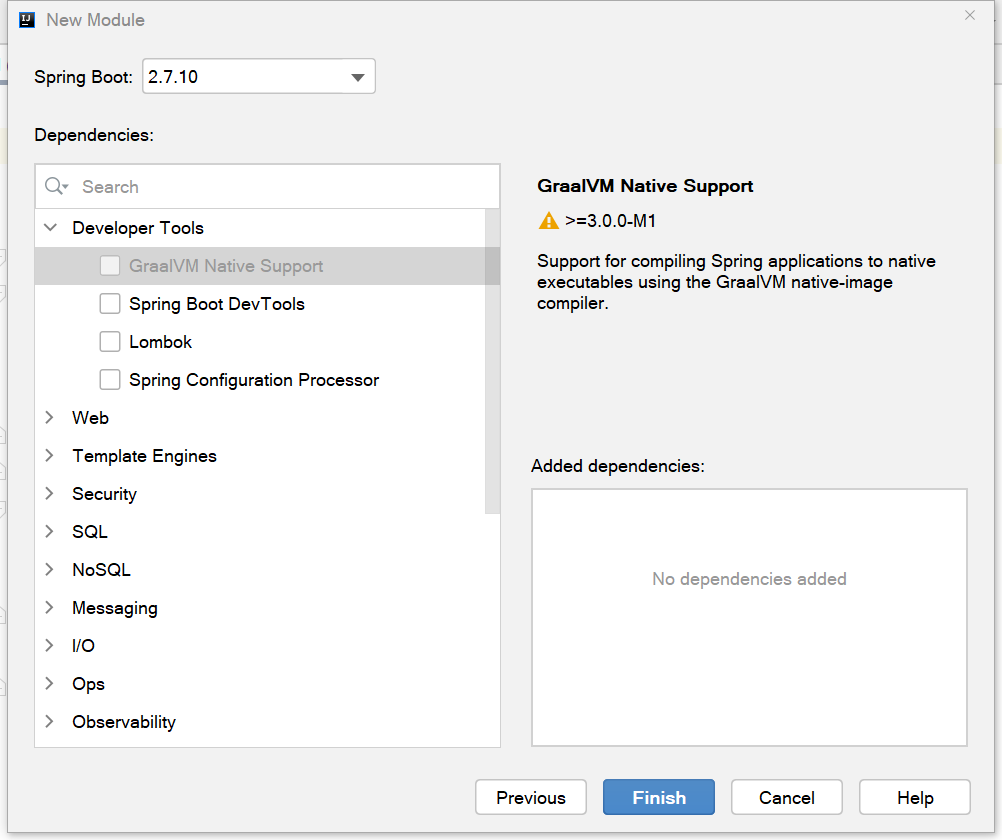 New Module
Spring Boot: 2.7.10
Dependencies:
Search
Developer Tools
GraalVM Native Support
Spring Boot DevTools
Lombok
Spring Configuration Processor
Web
Template Engines
Security
SQL
NoSQL
Messaging
I/O
Ops
Observability
GraalVM Native Support
>=3.0.0-M1
Support for compiling Spring applications to native
executables using the GraalVM native-image
compiler.
Added dependencies:
No dependencies added
Previous
Finish
Cancel
Help